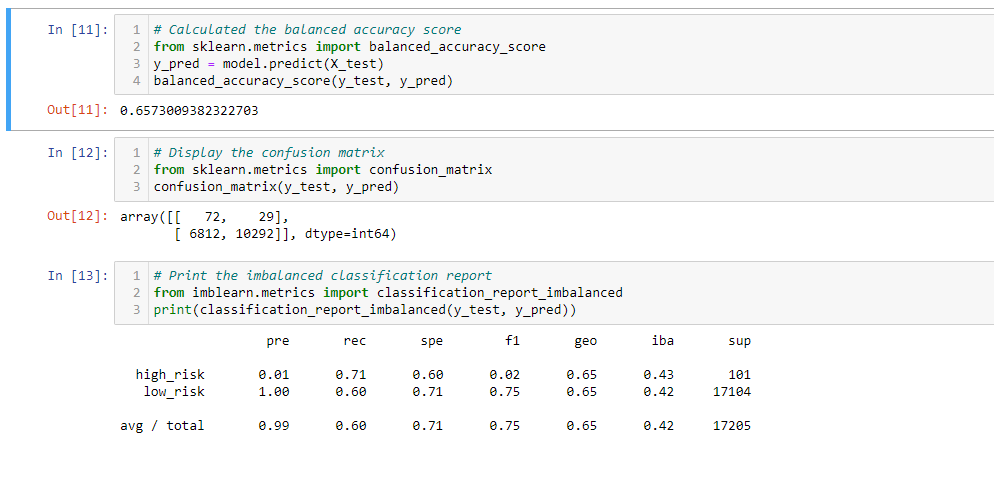 In [11]:
1 # Calculated the balanced accuracy score
2 from sklearn.metrics import balanced_accuracy_score
3 y_pred = model.predict(X_test)
4 balanced_accuracy_score(y_test, y_pred)
Out[11]: 0.6573009382322703
In [12]:
1 # Display the confusion matrix
2 from sklearn.metrics import confusion_matrix
3 confusion_matrix(y_test, y_pred)
Out[12]: array([[   72,    29],
       [ 6812, 10292]], dtype=int64)
In [13]:
1 # Print the imbalanced classification report
2 from imblearn.metrics import classification_report_imbalanced
3 print(classification_report_imbalanced(y_test, y_pred))
pre rec spe f1 geo iba sup
high_risk 0.01 0.71 0.60 0.02 0.65 0.43 101
low_risk 1.00 0.60 0.71 0.75 0.65 0.42 17104
avg / total 0.99 0.60 0.71 0.75 0.65 0.42 17205